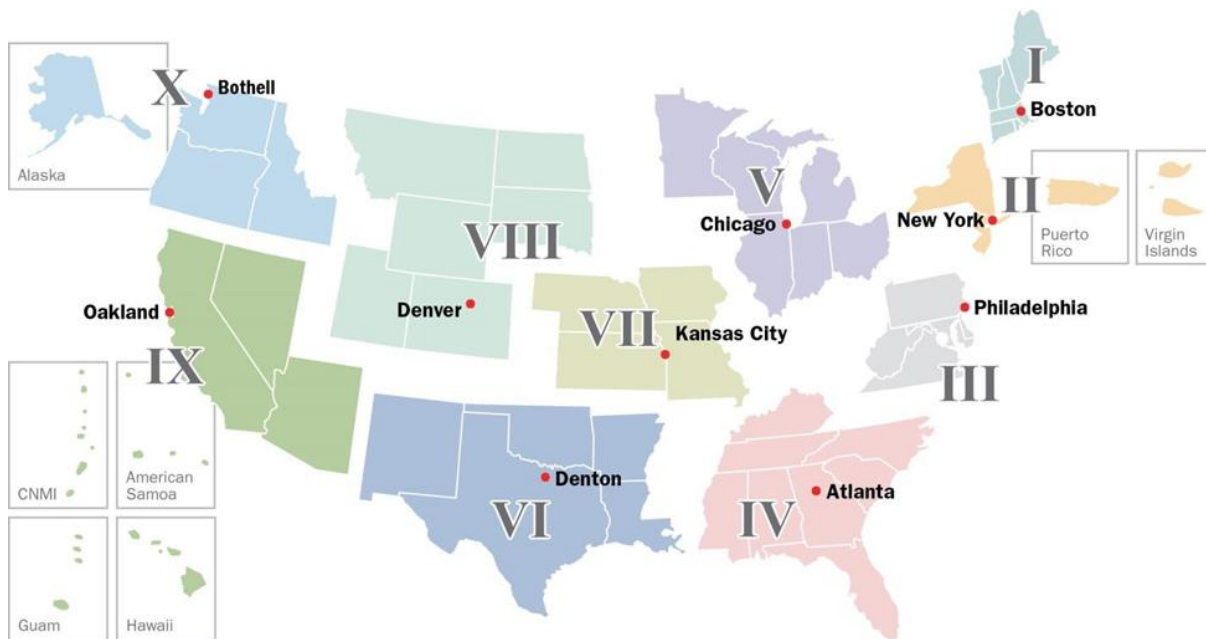 X
Bothell
Alaska
I
Boston
V
Chicago
II
New York
Puerto
Rico
Virgin
Islands
VIII
Denver
Oakland
IX
VII
Kansas City
Philadelphia
III
CNMI
American
Samoa
Denton
VI
IV
Atlanta
Guam
Hawaii